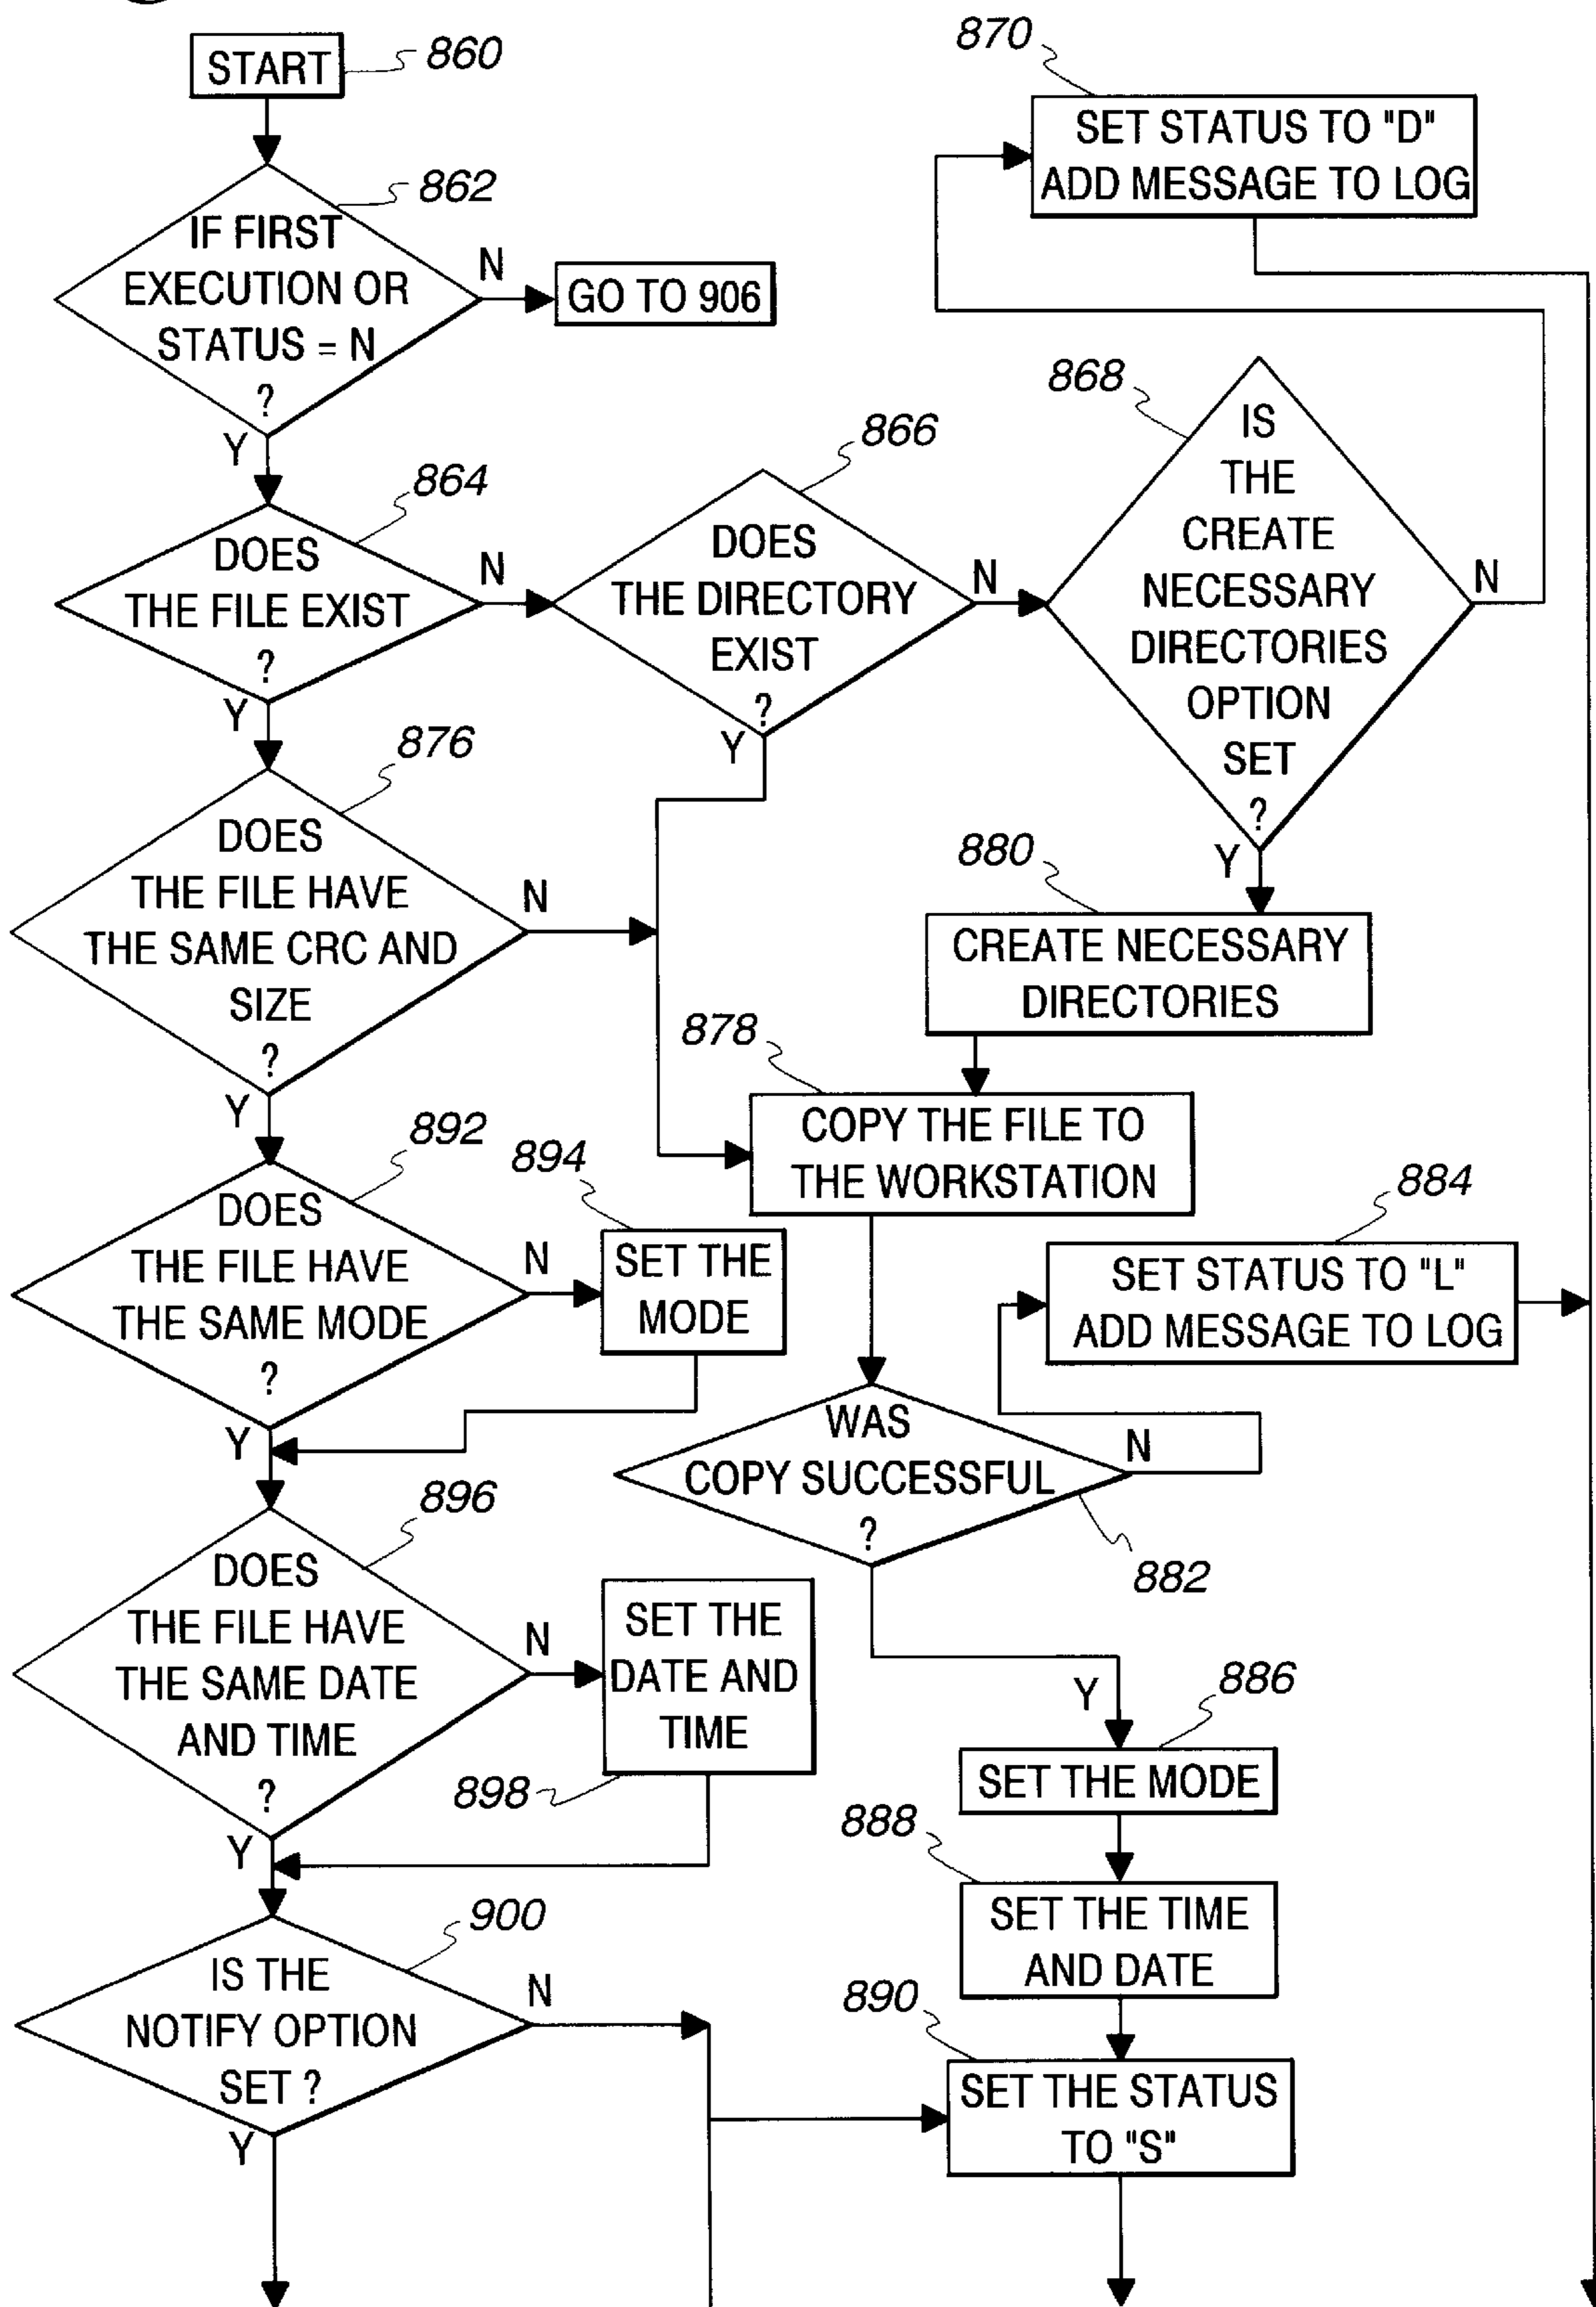 START
860
862
IF FIRST
EXECUTION OR
STATUS = N
?
N
GO TO 906
Y
870
SET STATUS TO "D"
ADD MESSAGE TO LOG
864
DOES
THE FILE EXIST
?
N
Y
866
DOES
THE DIRECTORY
EXIST
?
N
Y
868
IS
THE
CREATE
NECESSARY
DIRECTORIES
OPTION
SET
?
N
Y
876
DOES
THE FILE HAVE
THE SAME CRC AND
SIZE
?
N
Y
880
CREATE NECESSARY
DIRECTORIES
878
COPY THE FILE TO
THE WORKSTATION
892
DOES
THE FILE HAVE
THE SAME MODE
?
N
Y
894
SET THE
MODE
884
SET STATUS TO "L"
ADD MESSAGE TO LOG
WAS
COPY SUCCESSFUL
?
N
882
Y
896
DOES
THE FILE HAVE
THE SAME DATE
AND TIME
?
N
Y
SET THE
DATE AND
TIME
898
886
SET THE MODE
888
SET THE TIME
AND DATE
900
IS THE
NOTIFY OPTION
SET ?
N
Y
890
SET THE STATUS
TO "S"